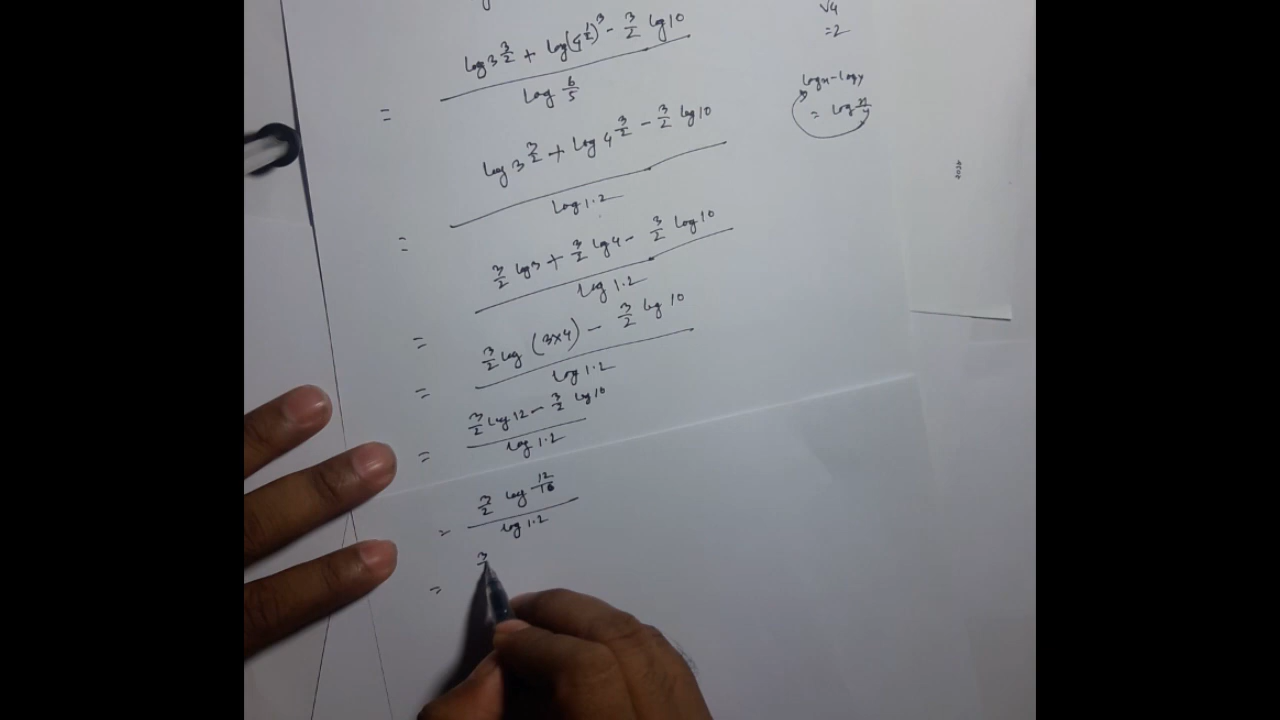 √4
= 2
= (log 3^(3/2) + log(4^(1/2))^3 - 3/2 log 10) / (log 6/5)
log x - log y
= log x/y
= (log 3^(3/2) + log 4^(3/2) - 3/2 log 10) / (log 1.2)
= (3/2 log 3 + 3/2 log 4 - 3/2 log 10) / (log 1.2)
= (3/2 log (3×4) - 3/2 log 10) / (log 1.2)
= (3/2 log 12 - 3/2 log 10) / (log 1.2)
= (3/2 log 12/10) / (log 1.2)
= 3